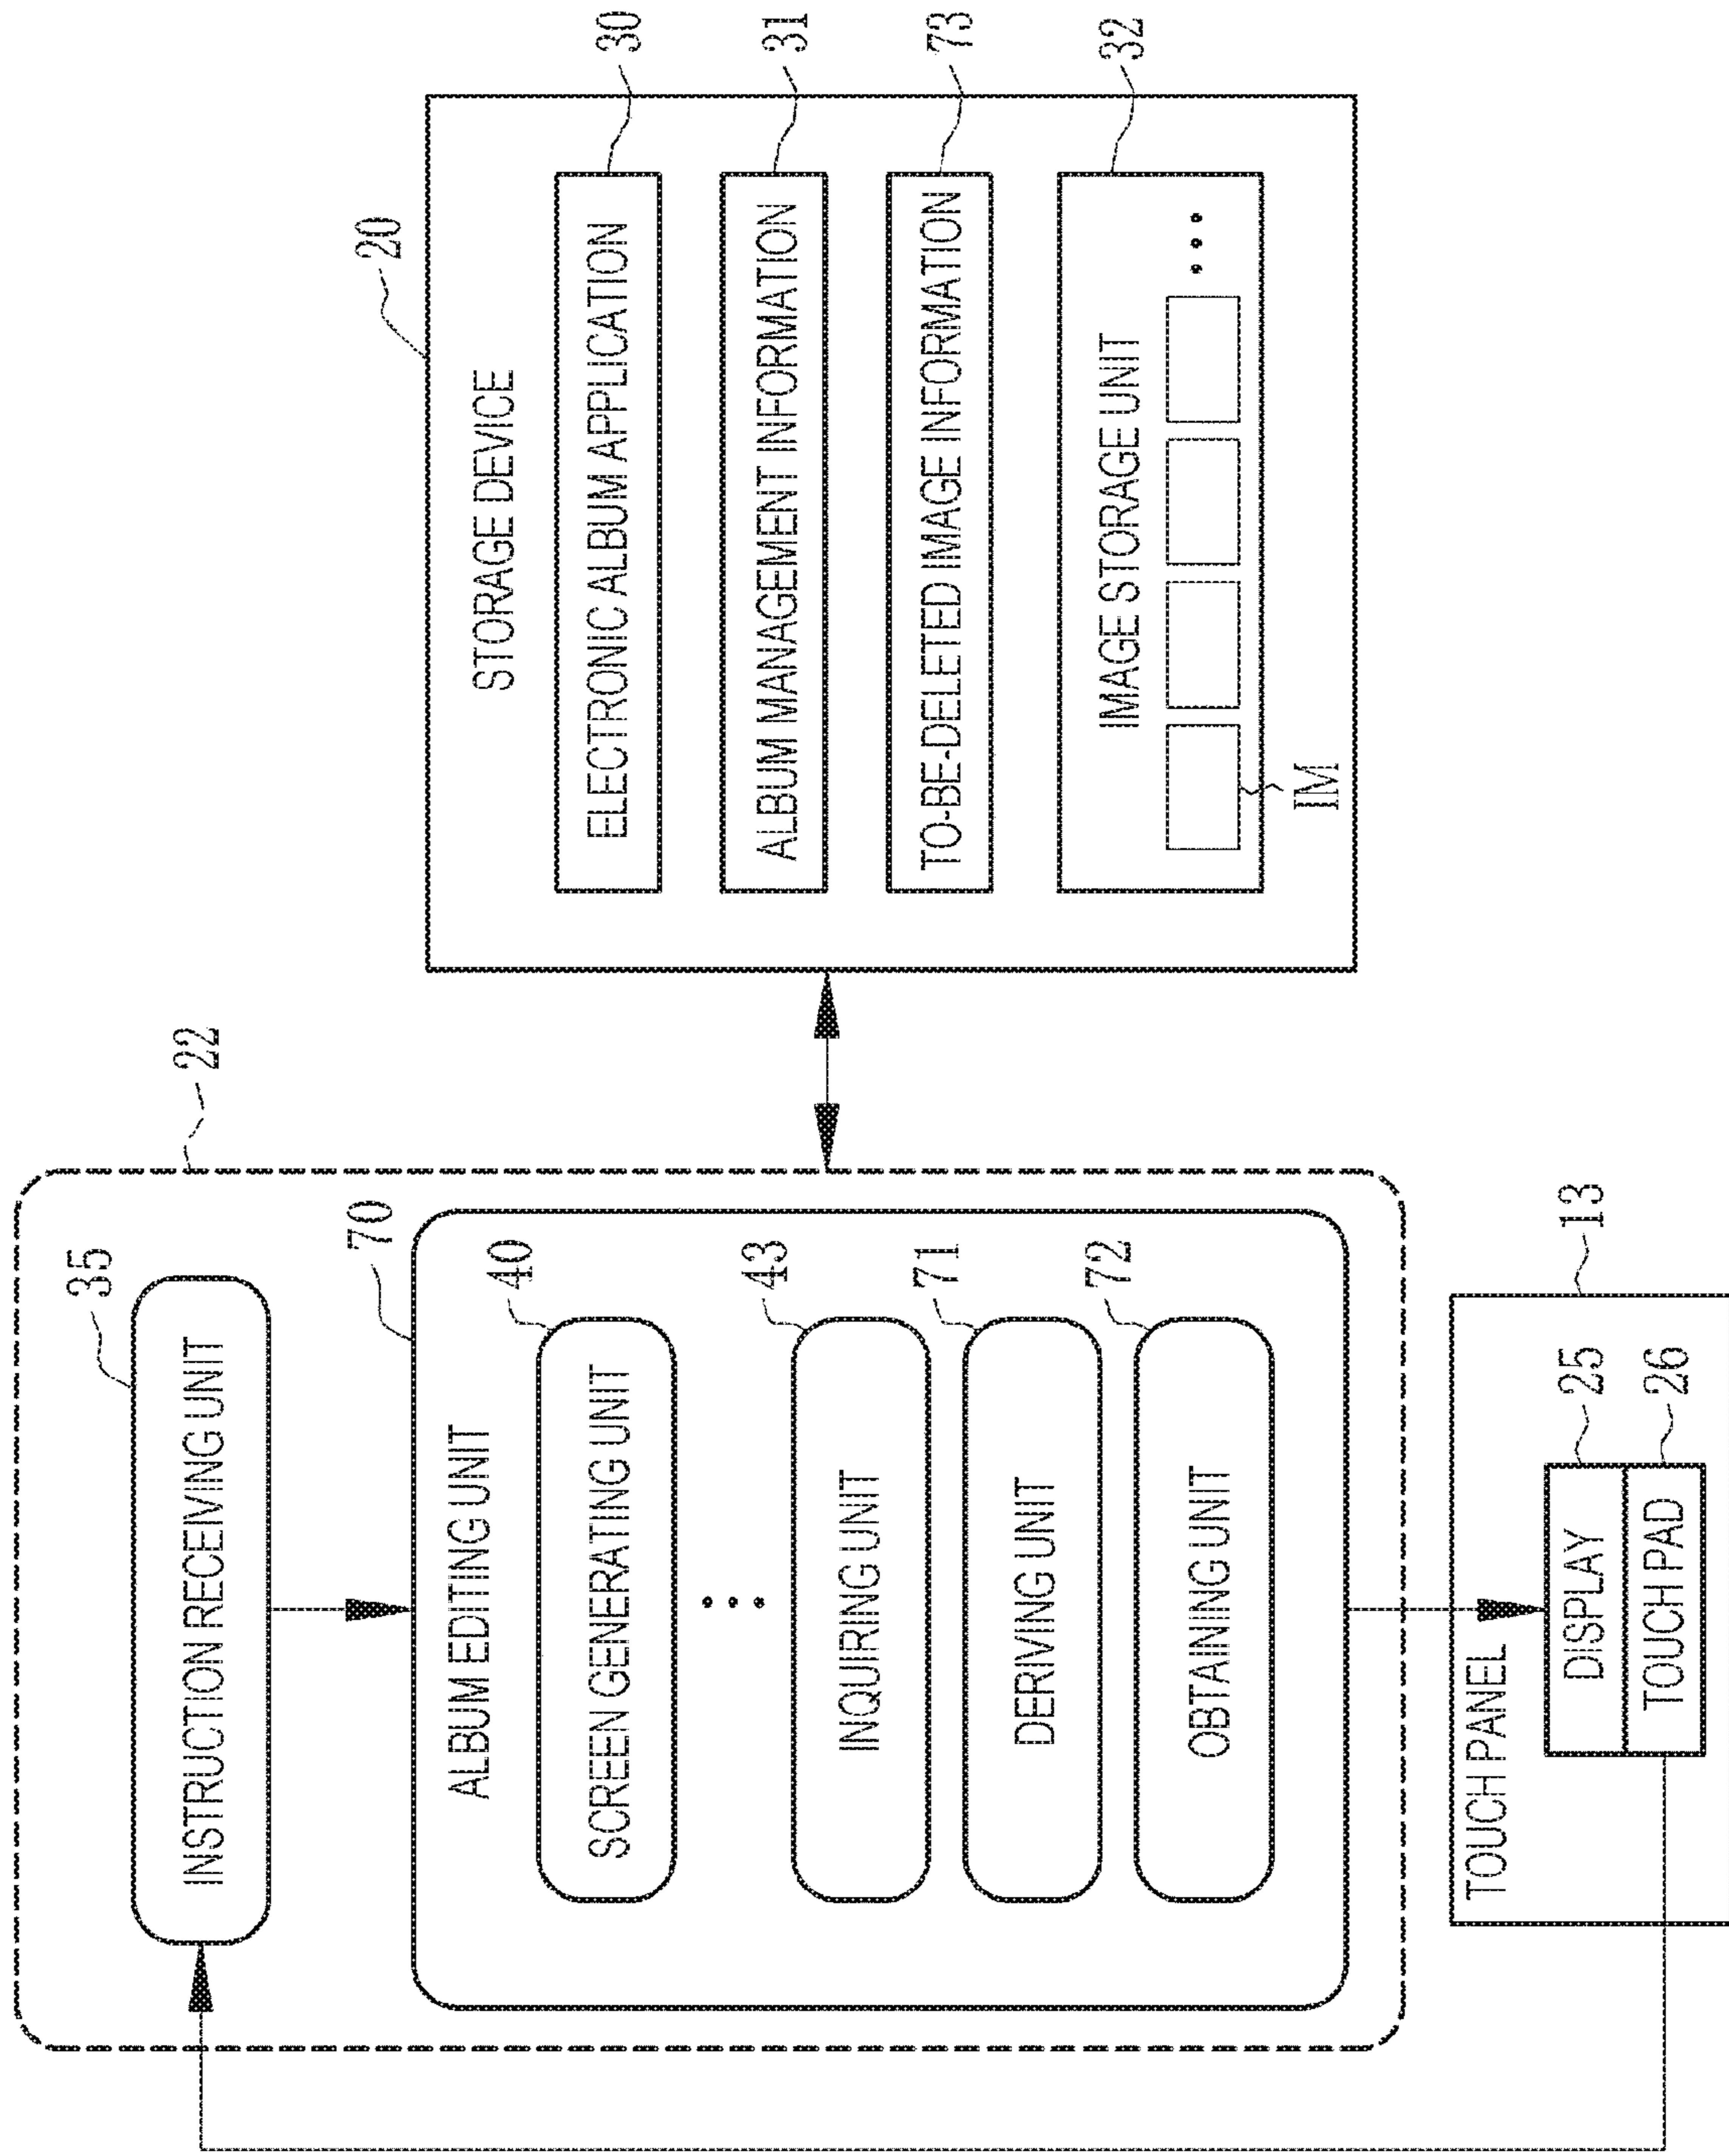 22
35
INSTRUCTION RECEIVING UNIT
70
ALBUM EDITING UNIT
40
SCREEN GENERATING UNIT
...
43
INQUIRING UNIT
71
DERIVING UNIT
72
OBTAINING UNIT
13
TOUCH PANEL
DISPLAY
25
TOUCH PAD
26
20
STORAGE DEVICE
ELECTRONIC ALBUM APPLICATION
30
ALBUM MANAGEMENT INFORMATION
31
TO-BE-DELETED IMAGE INFORMATION
73
IMAGE STORAGE UNIT
32
...
IM